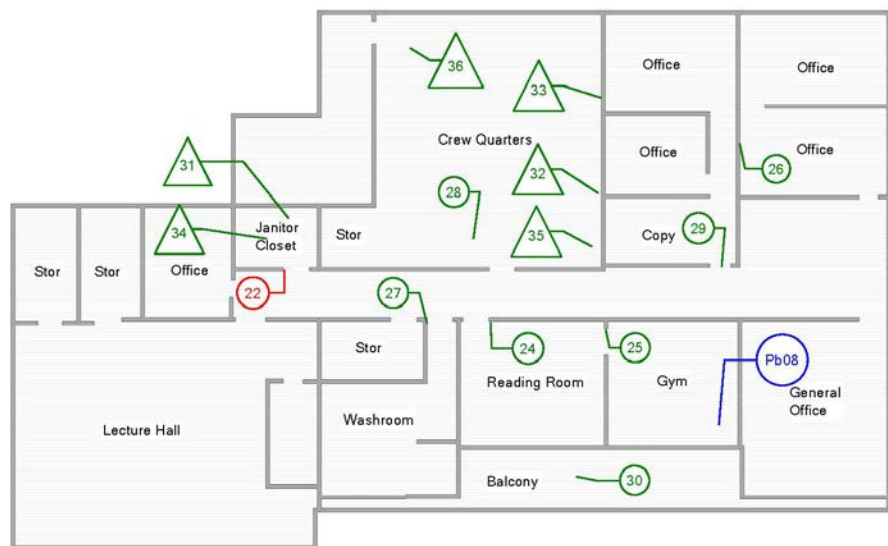 36
Office
Office
33
31
Crew Quarters
Office
Office
26
32
28
34
Janitor
Closet
Stor
35
Copy
29
Stor
Stor
Office
22
27
24
25
Stor
Pb08
Reading Room
Gym
General
Office
Lecture Hall
Washroom
Balcony
30